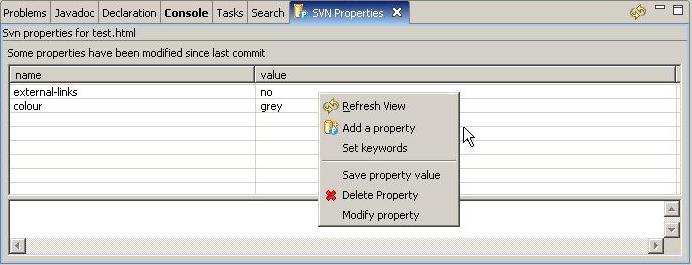 Problems Javadoc Declaration Console Tasks Search SVN Properties
Svn properties for test.html
Some properties have been modified since last commit
name value
external-links no
colour grey
Refresh View
Add a property
Set keywords
Save property value
Delete Property
Modify property